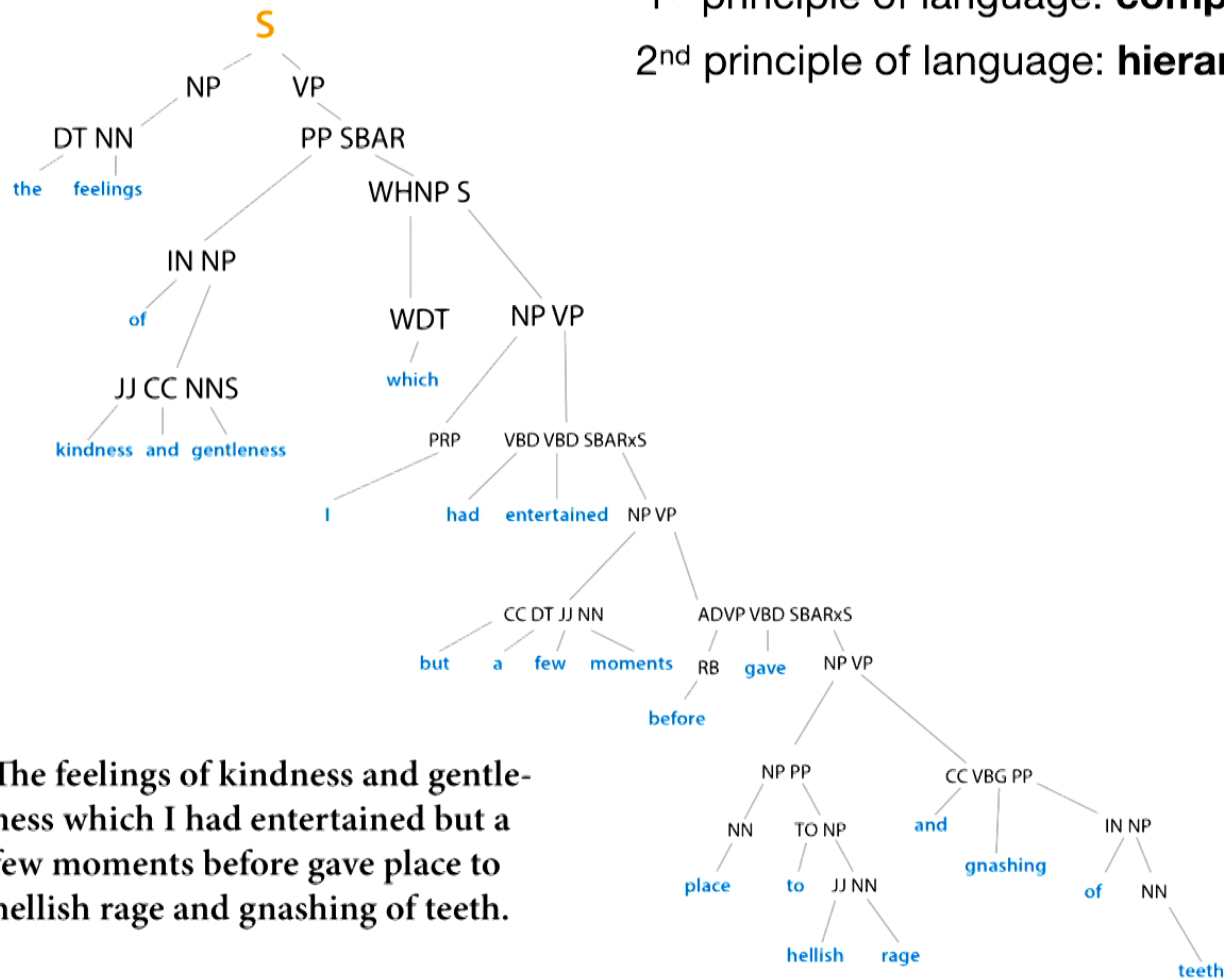 principle of language:
2nd principle of language:
S
NP VP
DT NN
PP SBAR
the feelings
WHNP S
IN NP
of
WDT
NP VP
which
JJ CC NNS
kindness and gentleness
PRP
VBD VBD SBARxS
I
had entertained NP VP
CC DT JJ NN
ADVP VBD SBARxS
but a few moments
RB gave NP VP
before
NP PP
CC VBG PP
NN
TO NP
and
IN NP
gnashing
place
to JJ NN
of NN
hellish rage
teeth
The feelings of kindness and gentle-
ness which I had entertained but a
few moments before gave place to
hellish rage and gnashing of teeth.